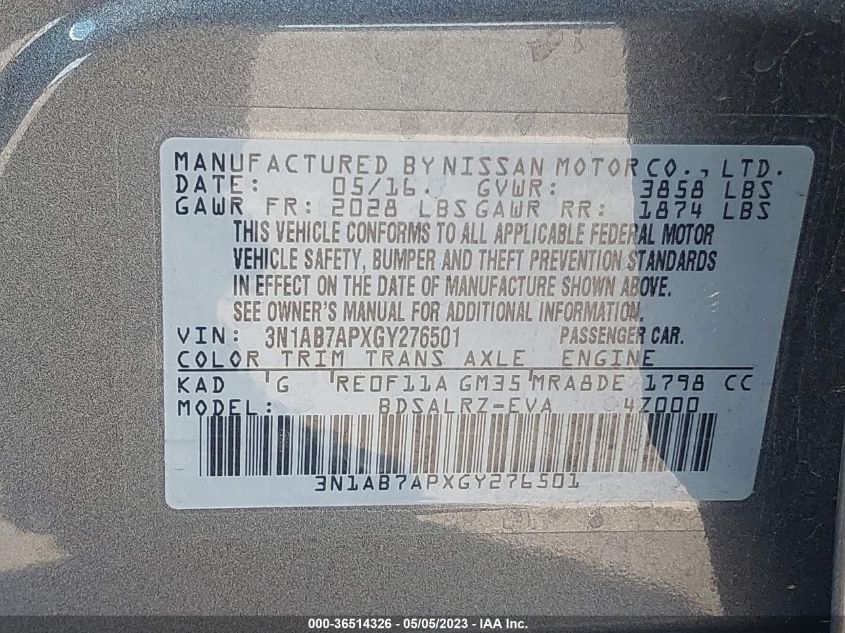 MANUFACTURED BY NISSAN MOTOR CO., LTD.
DATE: 05/16. GVWR: 3858 LBS
GAWR FR: 2028 LBS GAWR RR: 1874 LBS
THIS VEHICLE CONFORMS TO ALL APPLICABLE FEDERAL MOTOR
VEHICLE SAFETY, BUMPER AND THEFT PREVENTION STANDARDS
IN EFFECT ON THE DATE OF MANUFACTURE SHOWN ABOVE.
SEE OWNER'S MANUAL FOR ADDITIONAL INFORMATION.
VIN: 3N1AB7APXGY276501 PASSENGER CAR.
COLOR TRIM TRANS AXLE ENGINE
KAD G RE0F11A GM35 MRA8DE 1798 CC
MODEL: BDSALRZ-EVA 4Z000
3N1AB7APXGY276501
000-36514326 - 05/05/2023 - IAA Inc.